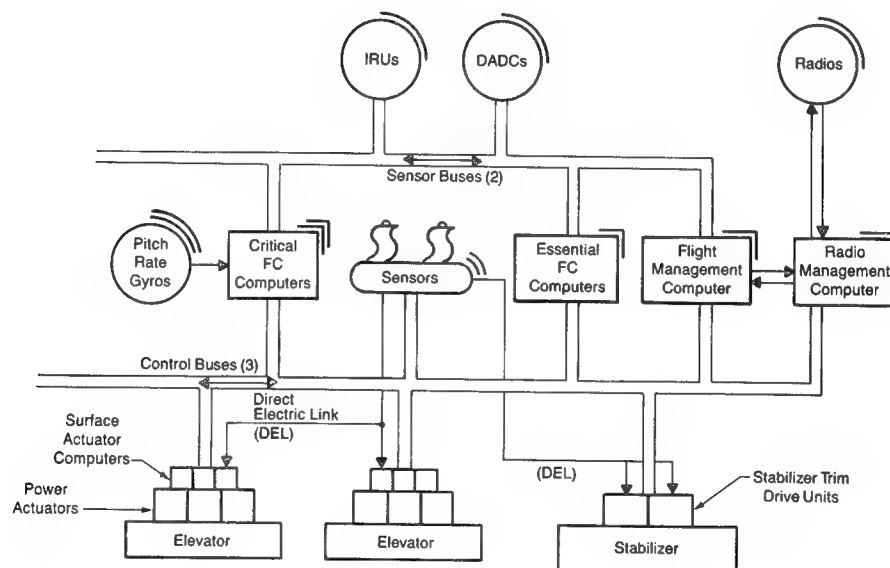 IRUs
DADCs
Radios
Sensor Buses (2)
Pitch
Rate
Gyros
Critical
FC
Computers
Sensors
Essential
FC
Computers
Flight
Management
Computer
Radio
Management
Computer
Control Buses (3)
Direct
Electric Link
(DEL)
Surface
Actuator
Computers
Power
Actuators
(DEL)
Stabilizer Trim
Drive Units
Elevator
Elevator
Stabilizer